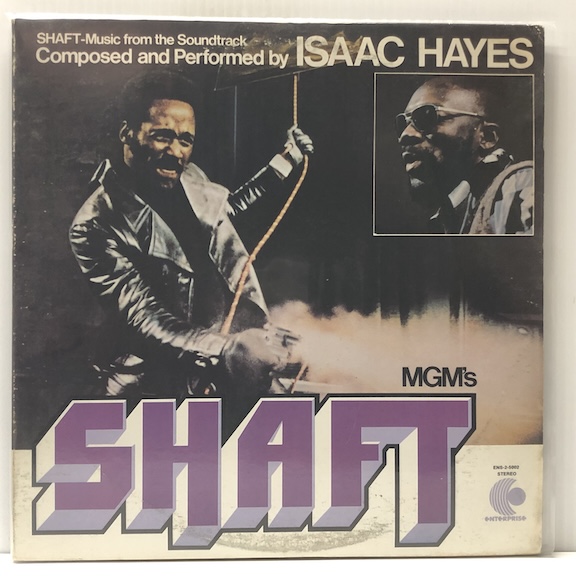 SHAFT-Music from the Soundtrack
Composed and Performed by ISAAC HAYES
MGM's
SHAFT
ENS-2-5002
STEREO
ENTERPRISE